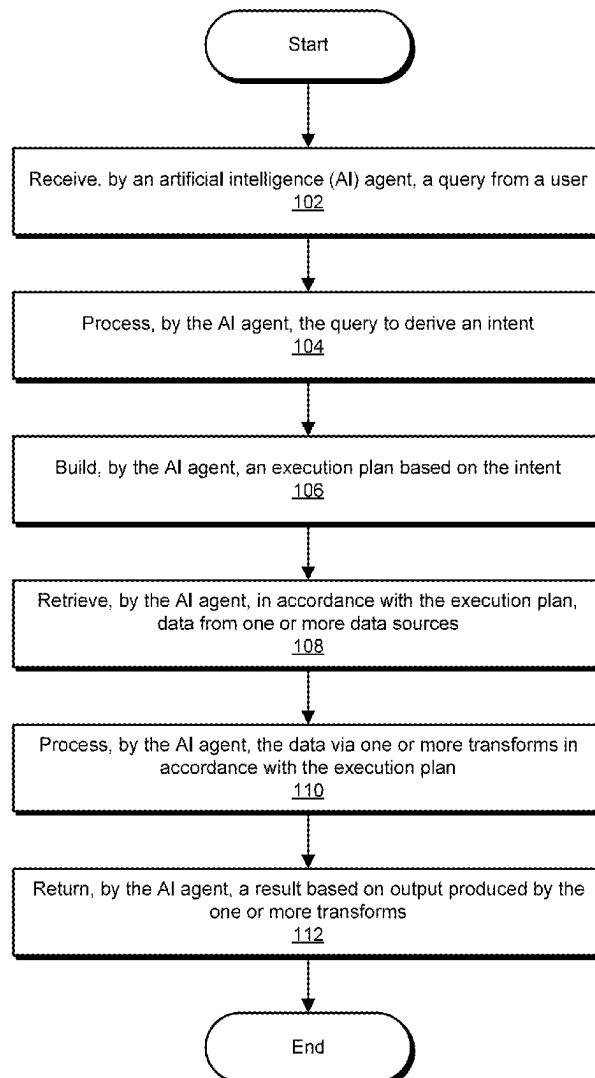 Start
Receive, by an artificial intelligence (AI) agent, a query from a user
102
Process, by the AI agent, the query to derive an intent
104
Build, by the AI agent, an execution plan based on the intent
106
Retrieve, by the AI agent, in accordance with the execution plan,
data from one or more data sources
108
Process, by the AI agent, the data via one or more transforms in
accordance with the execution plan
110
Return, by the AI agent, a result based on output produced by the
one or more transforms
112
End